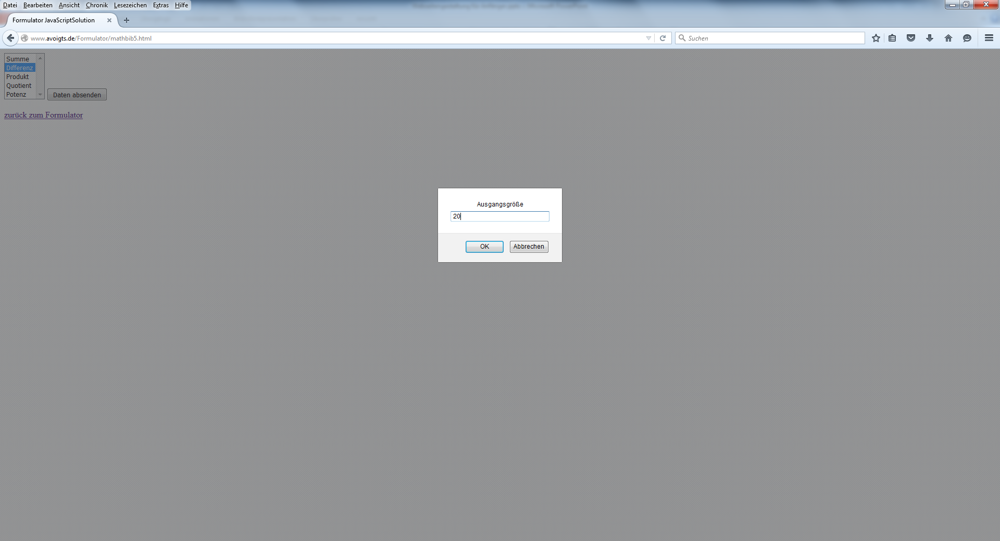 Datei Bearbeiten Ansicht Chronik Lesezeichen Extras Hilfe
Formulator JavaScriptSolution
www.avoigts.de/Formulator/mathbib5.html
Suchen
Summe
Differenz
Produkt
Quotient
Potenz
Daten absenden
zurück zum Formulator
Ausgangsgröße
20
OK Abbrechen